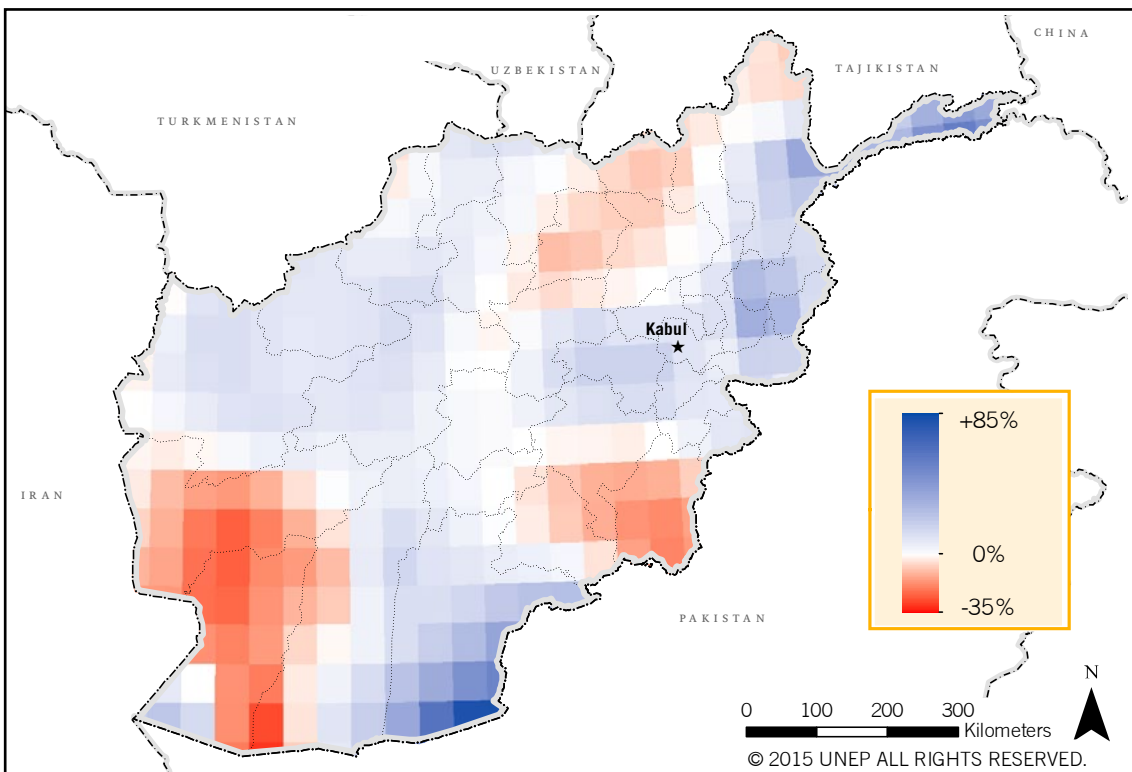 CHINA
UZBEKISTAN
TAJIKISTAN
TURKMENISTAN
Kabul
+85%
IRAN
0%
-35%
PAKISTAN
N
0 100 200 300
Kilometers
© 2015 UNEP ALL RIGHTS RESERVED.